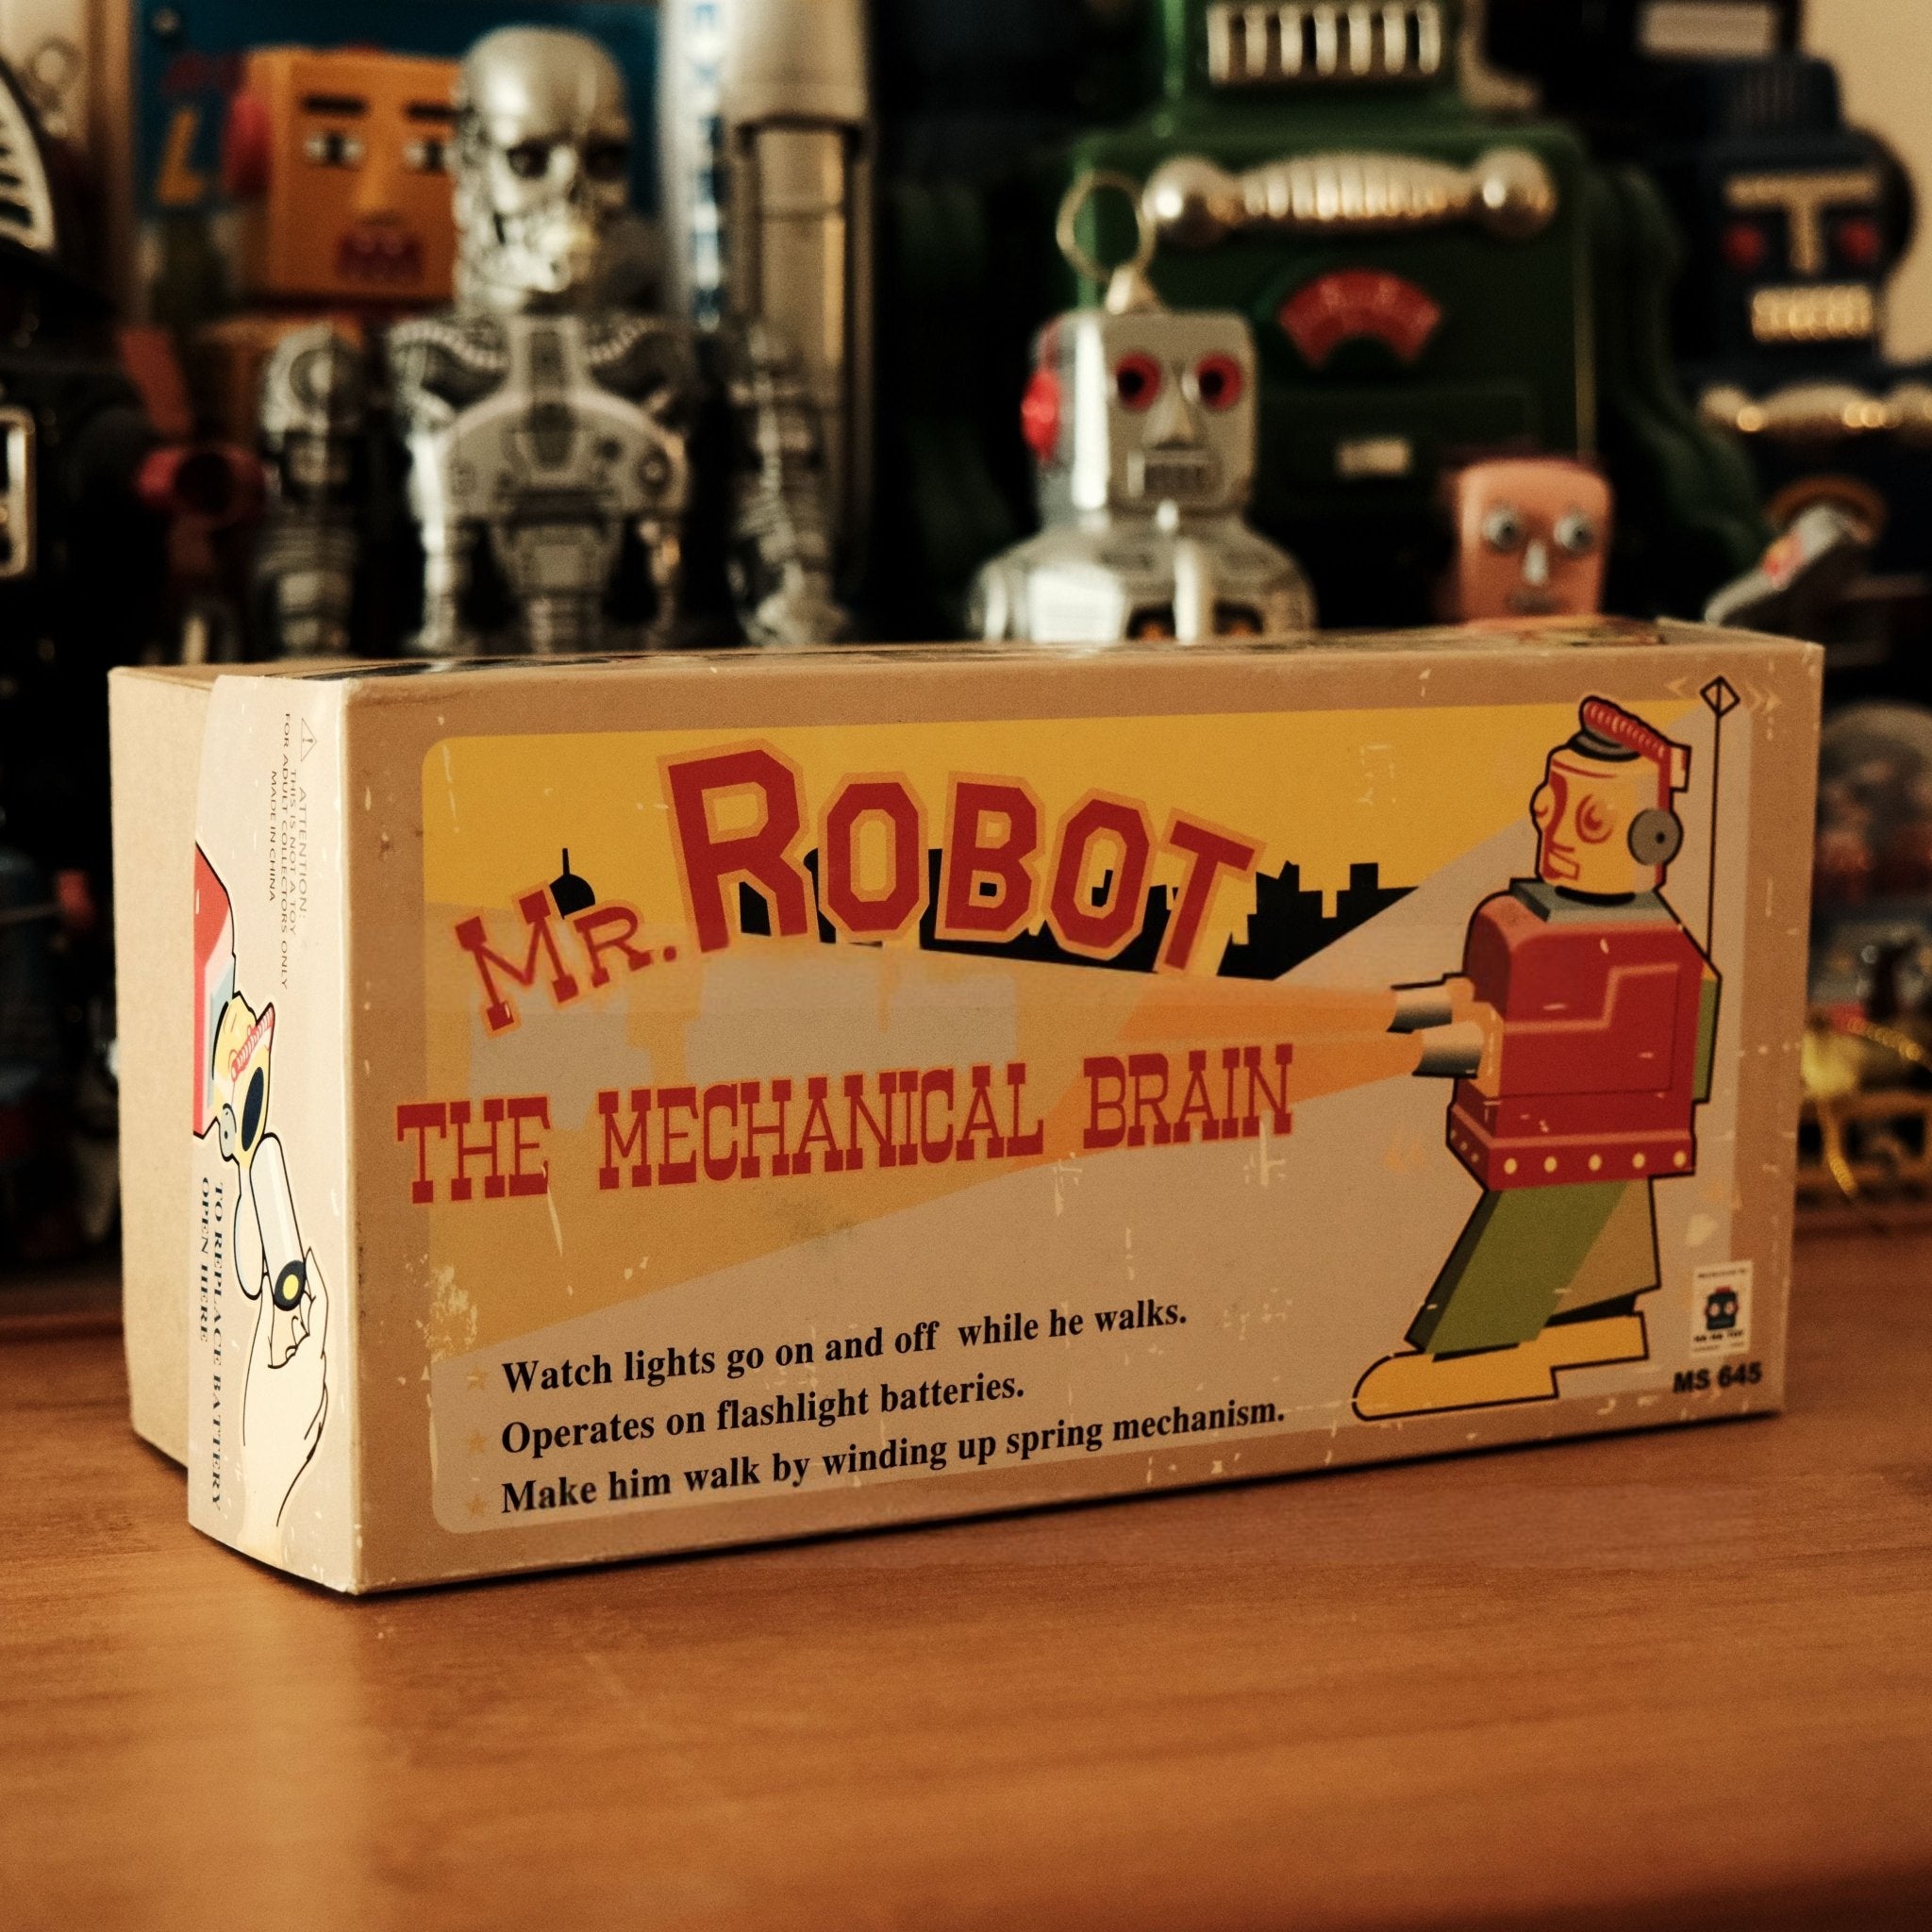 MR. ROBOT
THE MECHANICAL BRAIN
Watch lights go on and off while he walks.
Operates on flashlight batteries.
Make him walk by winding up spring mechanism.
MS 645
ATTENTION:
THIS IS NOT A TOY
FOR ADULT COLLECTORS ONLY
MADE IN CHINA
TO REPLACE BATTERY
OPEN HERE